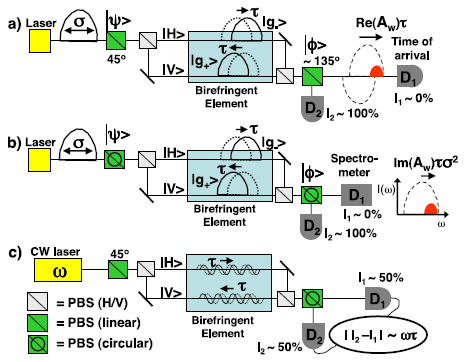 a) Laser σ |ψ> |H> τ |g-> |ϕ> Re(Aw)τ
45° ~ 135° Time of arrival
|g+> τ
|V> D1
Birefringent Element D2 I1 ~ 0%
I2 ~ 100%
b) Laser σ |ψ> |H> τ |g-> |ϕ> Spectro-meter Im(Aw)τσ²
|g+> τ D1 I(ω)
|V> I1 ~ 0% ω
Birefringent Element D2
I2 ~ 100%
c) CW laser 45° |H> τ I1 ~ 50%
ω D1
|V> τ
= PBS (H/V)
= PBS (linear) Birefringent Element D2 | I2 –I1| ~ ωτ
= PBS (circular) I2 ~ 50%